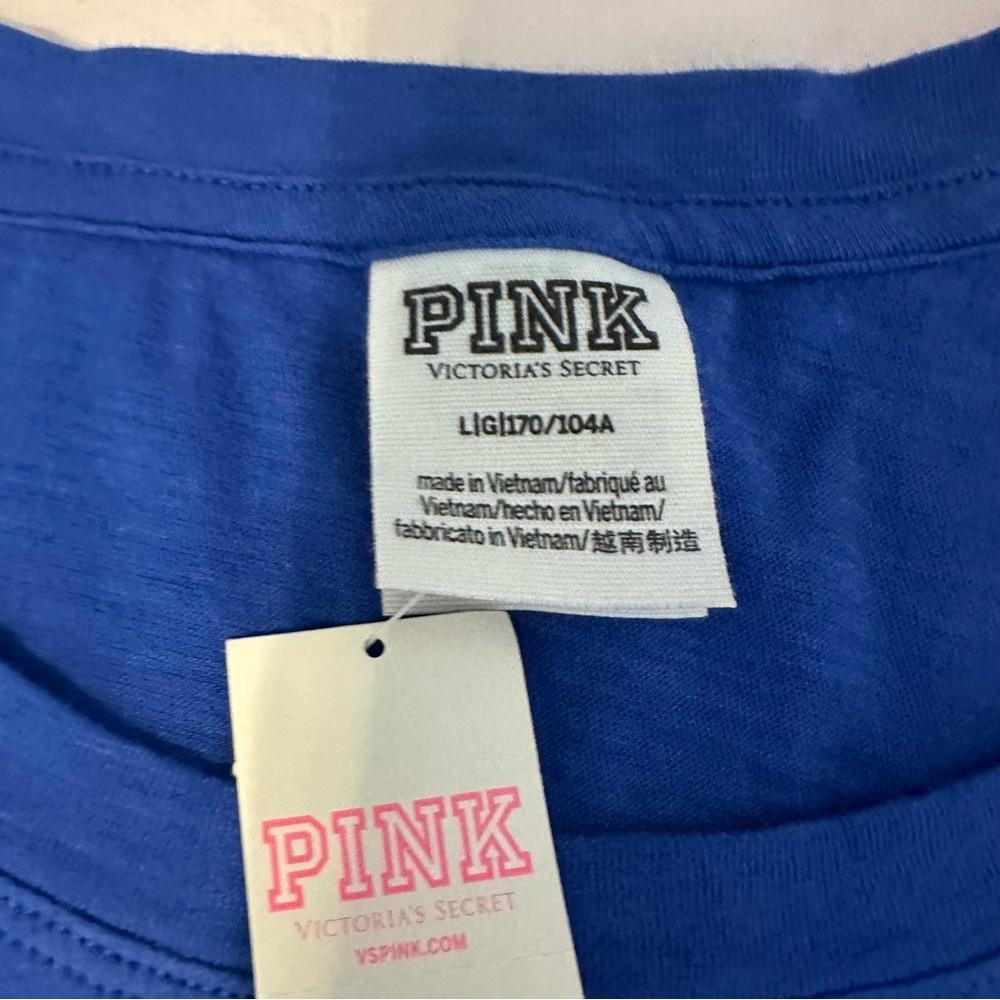 PINK
VICTORIA'S SECRET
L|G|170/104A
made in Vietnam/fabriqué au
Vietnam/hecho en Vietnam/
fabbricato in Vietnam/越南制造
PINK
VICTORIA'S SECRET
VSPINK.COM